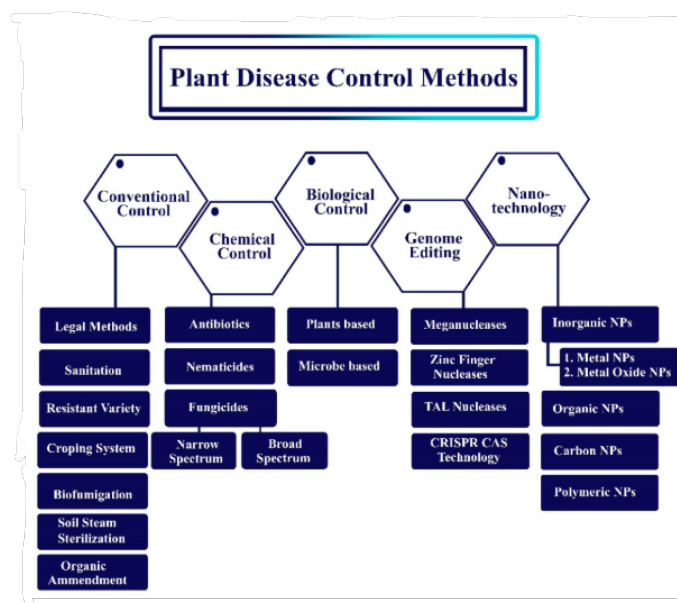 Plant Disease Control Methods
Conventional
Control
Chemical
Control
Biological
Control
Genome
Editing
Nano-
technology
Legal Methods
Sanitation
Resistant Variety
Croping System
Biofumigation
Soil Steam
Sterilization
Organic
Ammendment
Antibiotics
Nematicides
Fungicides
Narrow
Spectrum
Broad
Spectrum
Plants based
Microbe based
Meganucleases
Zinc Finger
Nucleases
TAL Nucleases
CRISPR CAS
Technology
Inorganic NPs
1. Metal NPs
2. Metal Oxide NPs
Organic NPs
Carbon NPs
Polymeric NPs